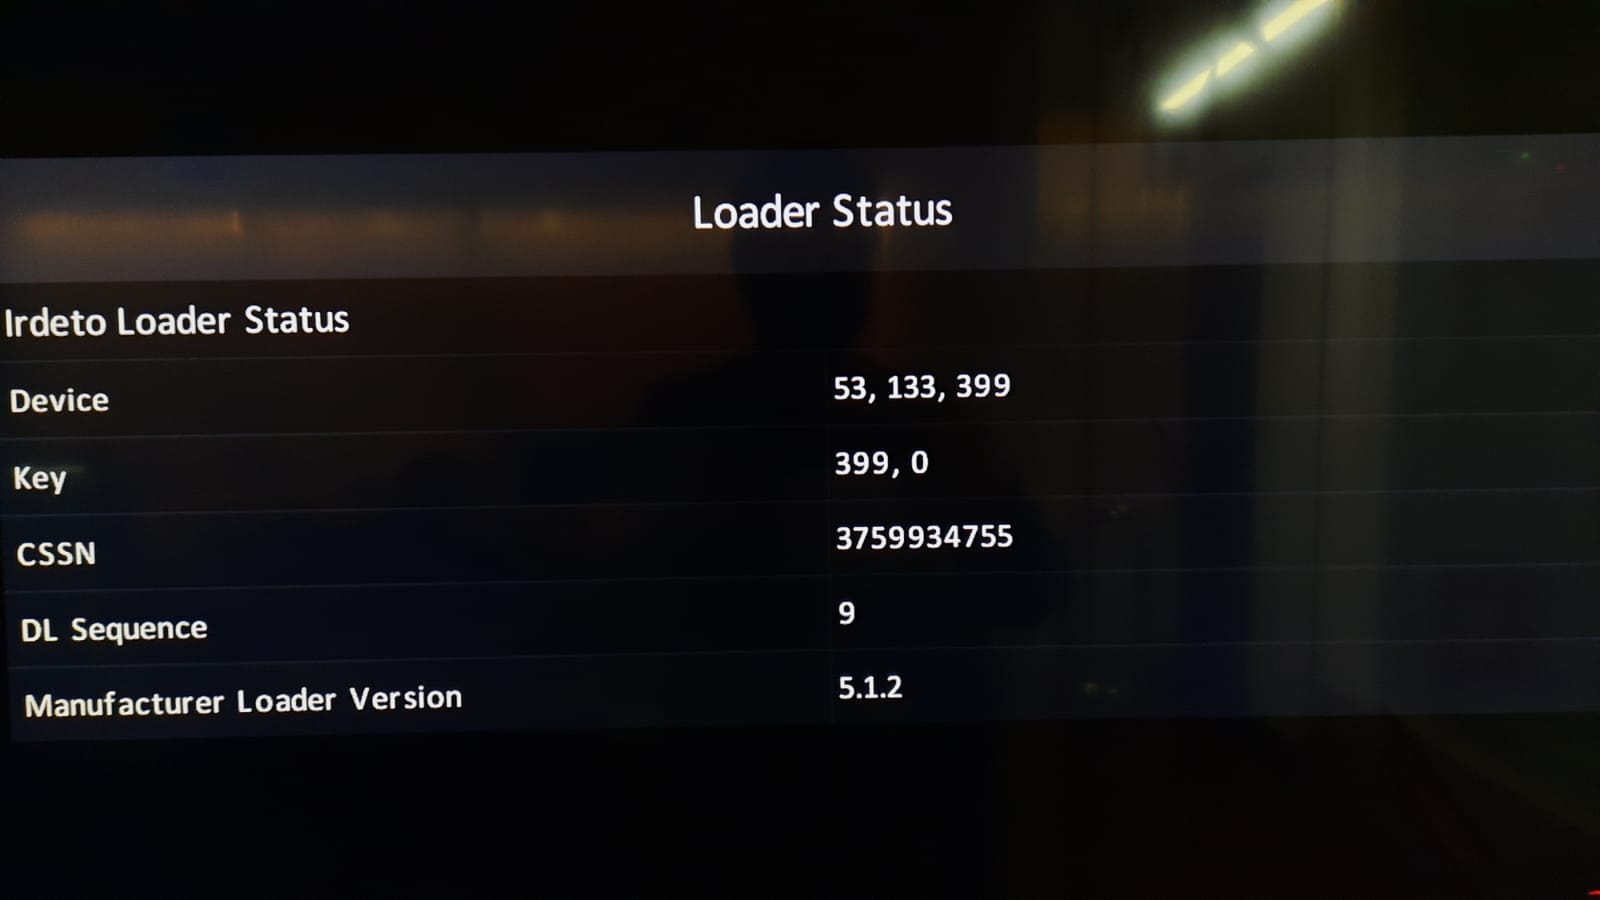 Loader Status
Irdeto Loader Status
Device 53, 133, 399
Key 399, 0
CSSN 3759934755
DL Sequence 9
Manufacturer Loader Version 5.1.2